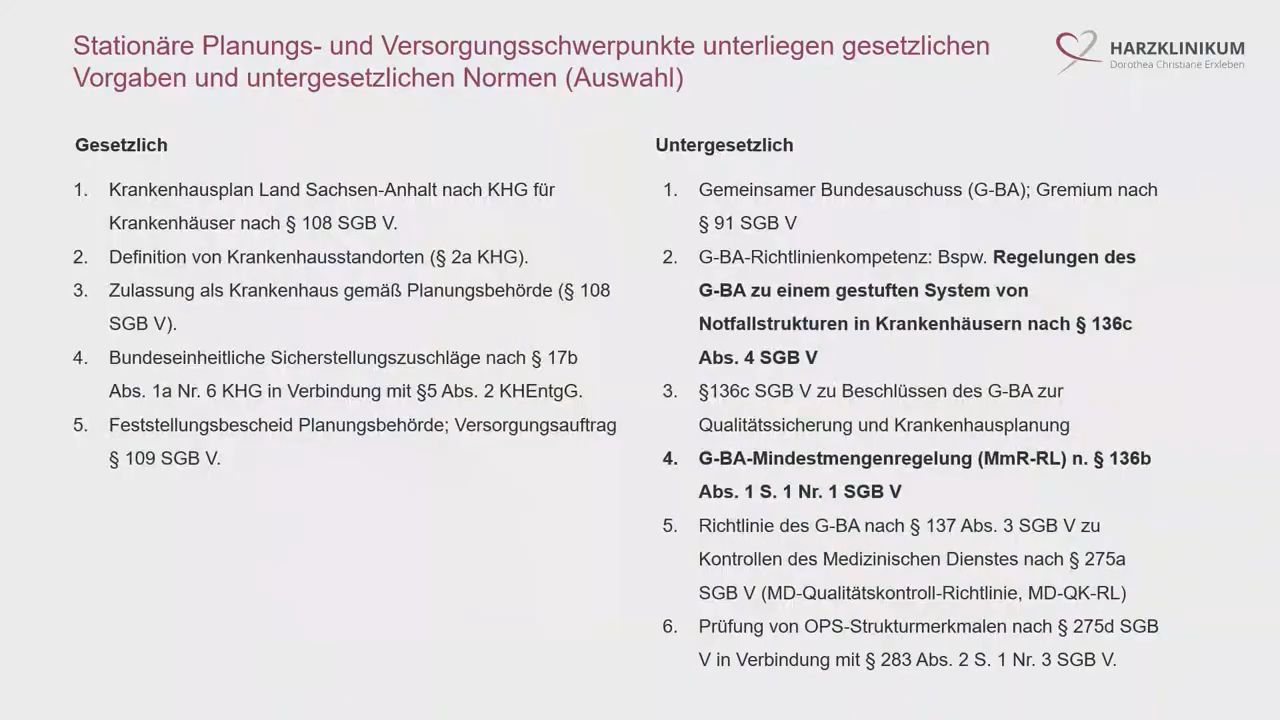 Stationäre Planungs- und Versorgungsschwerpunkte unterliegen gesetzlichen
Vorgaben und untergesetzlichen Normen (Auswahl)
HARZKLINIKUM
Dorothea Christiane Erxleben
Gesetzlich
1. Krankenhausplan Land Sachsen-Anhalt nach KHG für
Krankenhäuser nach § 108 SGB V.
2. Definition von Krankenhausstandorten (§ 2a KHG).
3. Zulassung als Krankenhaus gemäß Planungsbehörde (§ 108
SGB V).
4. Bundeseinheitliche Sicherstellungszuschläge nach § 17b
Abs. 1a Nr. 6 KHG in Verbindung mit §5 Abs. 2 KHEntgG.
5. Feststellungsbescheid Planungsbehörde; Versorgungsauftrag
§ 109 SGB V.
Untergesetzlich
1. Gemeinsamer Bundesauschuss (G-BA); Gremium nach
§ 91 SGB V
2. G-BA-Richtlinienkompetenz: Bspw. Regelungen des
G-BA zu einem gestuften System von
Notfallstrukturen in Krankenhäusern nach § 136c
Abs. 4 SGB V
3. §136c SGB V zu Beschlüssen des G-BA zur
Qualitätssicherung und Krankenhausplanung
4. G-BA-Mindestmengenregelung (MmR-RL) n. § 136b
Abs. 1 S. 1 Nr. 1 SGB V
5. Richtlinie des G-BA nach § 137 Abs. 3 SGB V zu
Kontrollen des Medizinischen Dienstes nach § 275a
SGB V (MD-Qualitätskontroll-Richtlinie, MD-QK-RL)
6. Prüfung von OPS-Strukturmerkmalen nach § 275d SGB
V in Verbindung mit § 283 Abs. 2 S. 1 Nr. 3 SGB V.